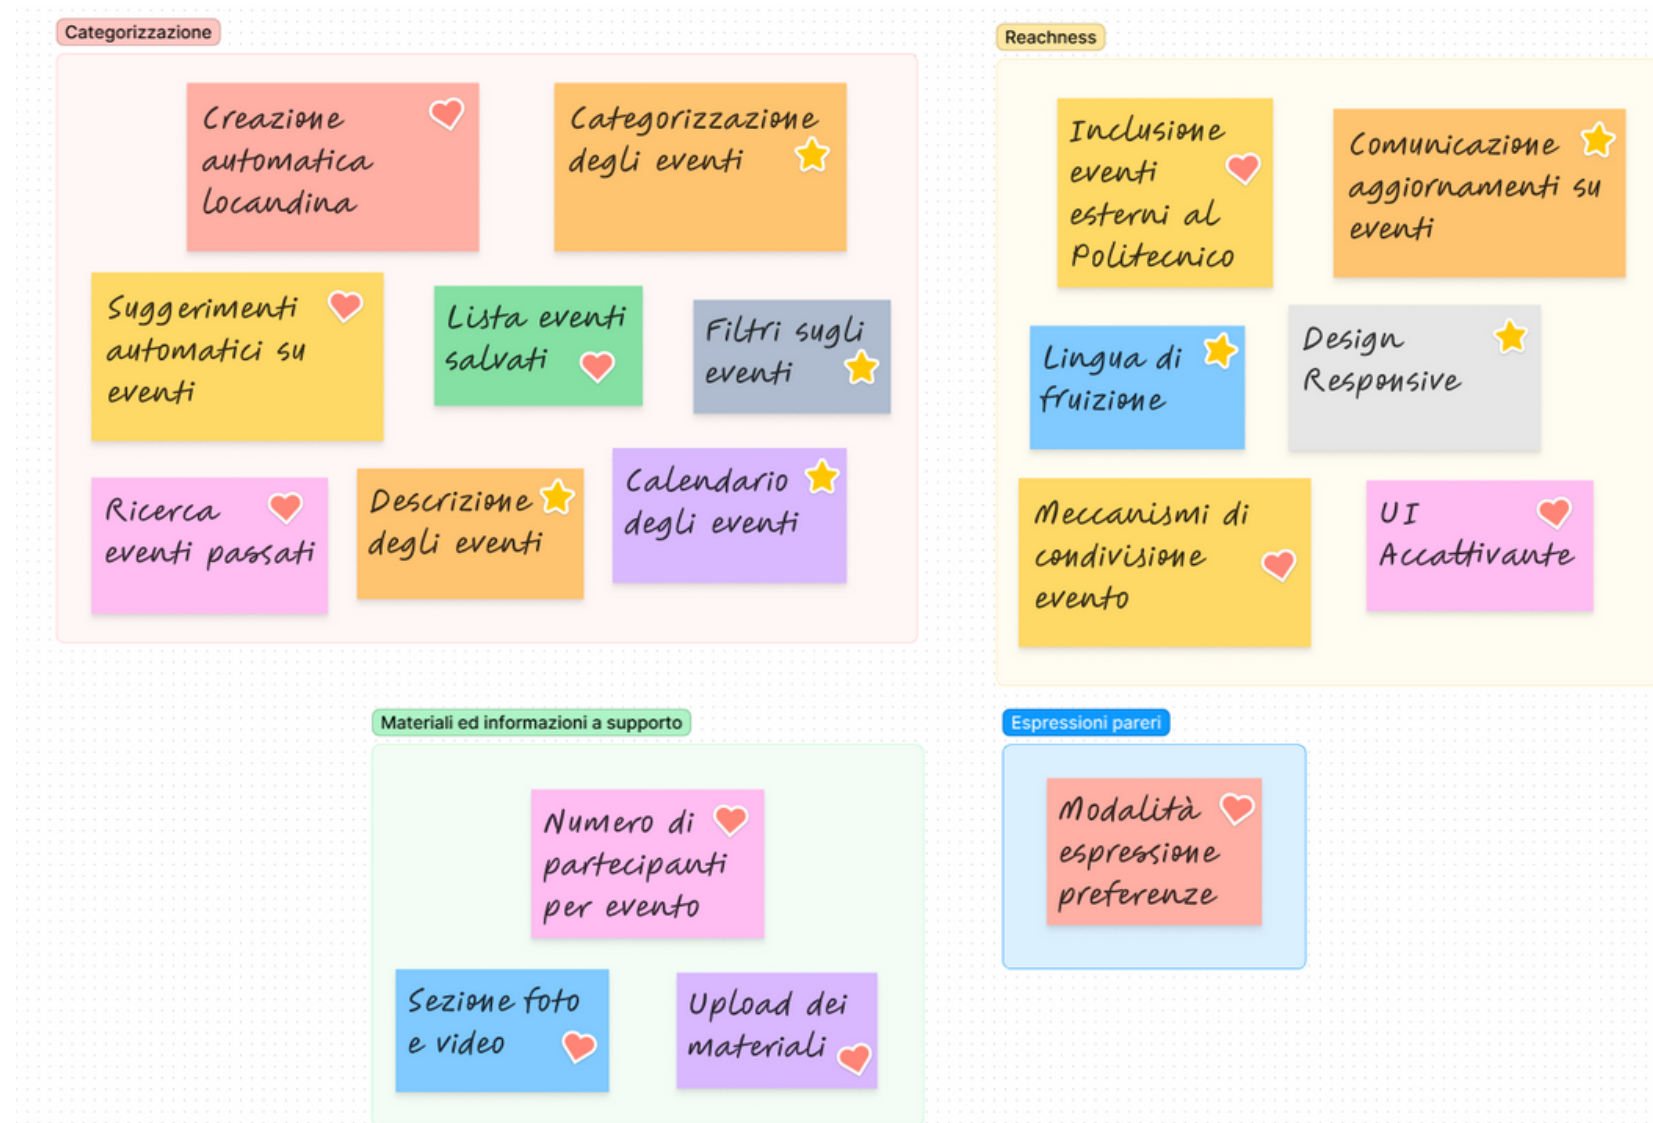 Categorizzazione
Creazione
automatica
locandina
Categorizzazione
degli eventi
Suggerimenti
automatici su
eventi
Lista eventi
salvati
Filtri sugli
eventi
Ricerca
eventi passati
Descrizione
degli eventi
Calendario
degli eventi
Reachness
Inclusione
eventi
esterni al
Politecnico
Comunicazione
aggiornamenti su
eventi
Lingua di
fruizione
Design
Responsive
Meccanismi di
condivisione
evento
UI
Accattivante
Materiali ed informazioni a supporto
Numero di
partecipanti
per evento
Sezione foto
e video
Upload dei
materiali
Espressioni pareri
Modalità
espressione
preferenze